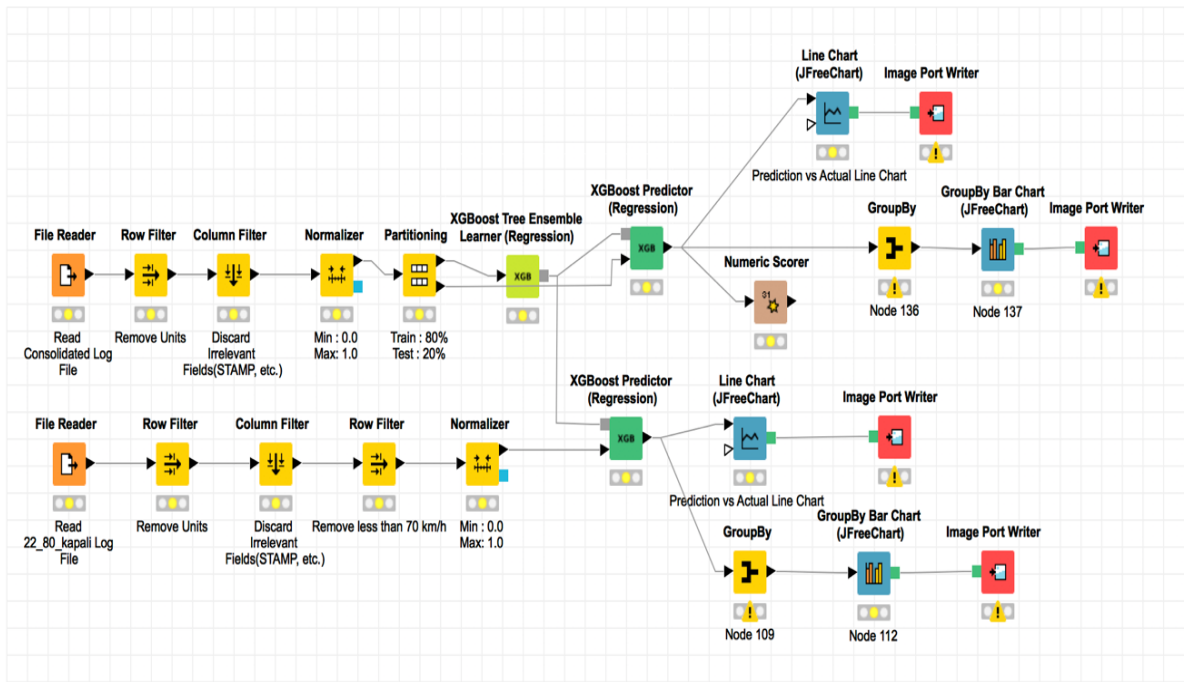 Line Chart
(JFreeChart)
Image Port Writer
Prediction vs Actual Line Chart
XGBoost Predictor
(Regression)
XGB
GroupBy
Node 136
GroupBy Bar Chart
(JFreeChart)
Node 137
Image Port Writer
Numeric Scorer
31
File Reader
Read
Consolidated Log
File
Row Filter
Remove Units
Column Filter
Discard
Irrelevant
Fields(STAMP, etc.)
Normalizer
Min : 0.0
Max: 1.0
Partitioning
Train : 80%
Test : 20%
XGBoost Tree Ensemble
Learner (Regression)
XGB
File Reader
Read
22_80_kapali Log
File
Row Filter
Remove Units
Column Filter
Discard
Irrelevant
Fields(STAMP, etc.)
Row Filter
Remove less than 70 km/h
Normalizer
Min : 0.0
Max: 1.0
XGBoost Predictor
(Regression)
XGB
Line Chart
(JFreeChart)
Prediction vs Actual Line Chart
Image Port Writer
GroupBy
Node 109
GroupBy Bar Chart
(JFreeChart)
Node 112
Image Port Writer